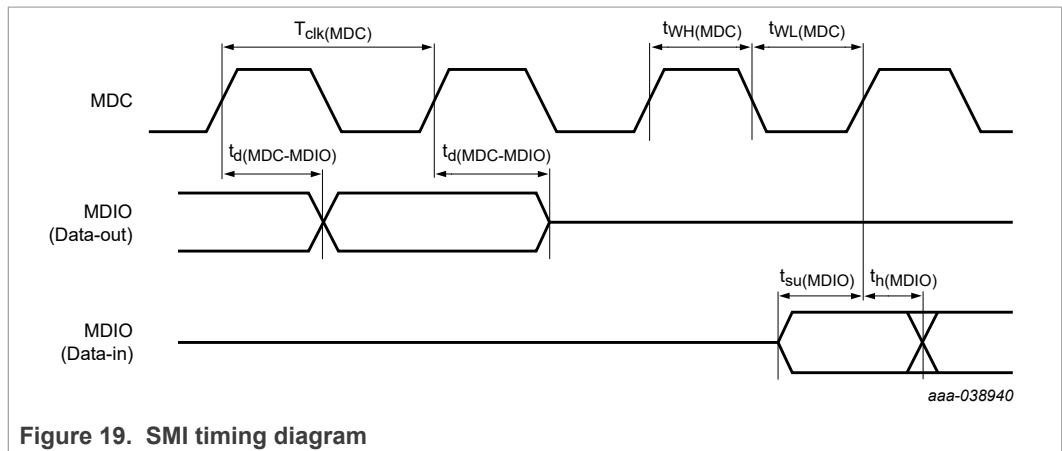 Tclk(MDC)
tWH(MDC)
tWL(MDC)
MDC
td(MDC-MDIO)
td(MDC-MDIO)
MDIO
(Data-out)
tsu(MDIO)
th(MDIO)
MDIO
(Data-in)
aaa-038940
Figure 19. SMI timing diagram